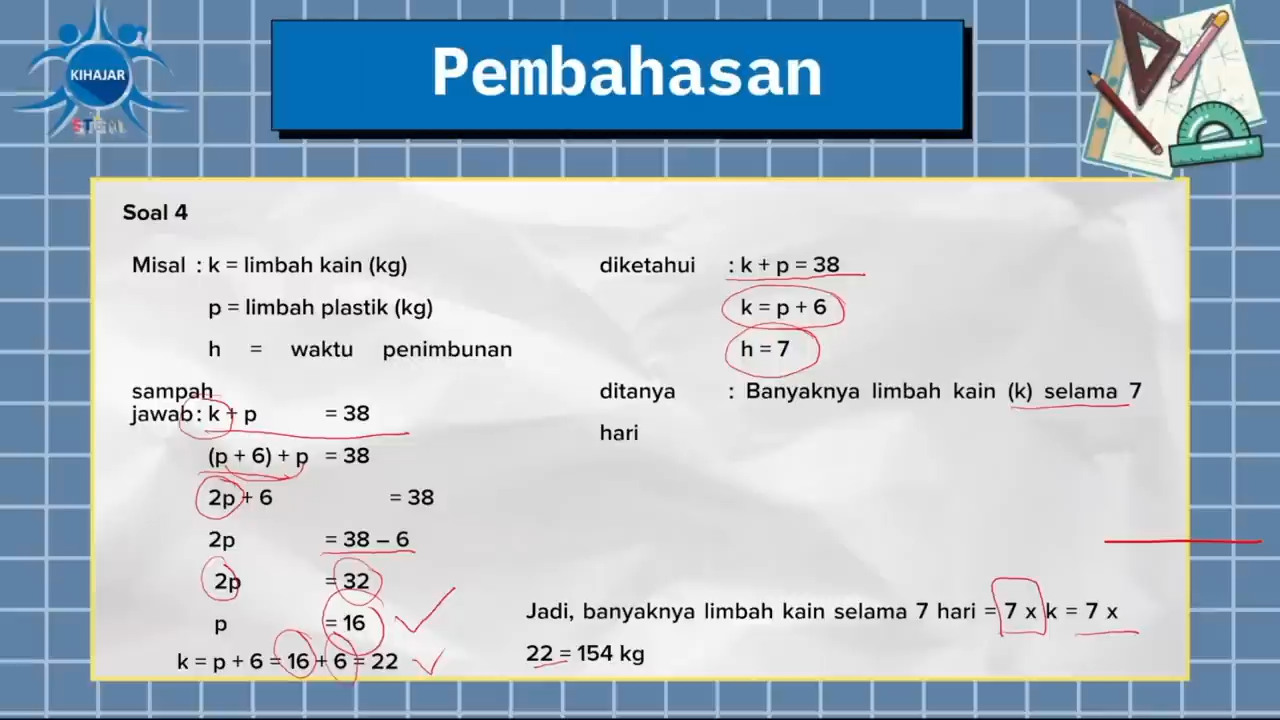 KIHAJAR
STEM
Pembahasan
Soal 4
Misal : k = limbah kain (kg)
p = limbah plastik (kg)
h = waktu penimbunan
sampah
jawab : k + p = 38
(p + 6) + p = 38
2p + 6 = 38
2p = 38 – 6
2p = 32
p = 16
k = p + 6 = 16 + 6 = 22
diketahui : k + p = 38
k = p + 6
h = 7
ditanya : Banyaknya limbah kain (k) selama 7
hari
Jadi, banyaknya limbah kain selama 7 hari = 7 x k = 7 x
22 = 154 kg